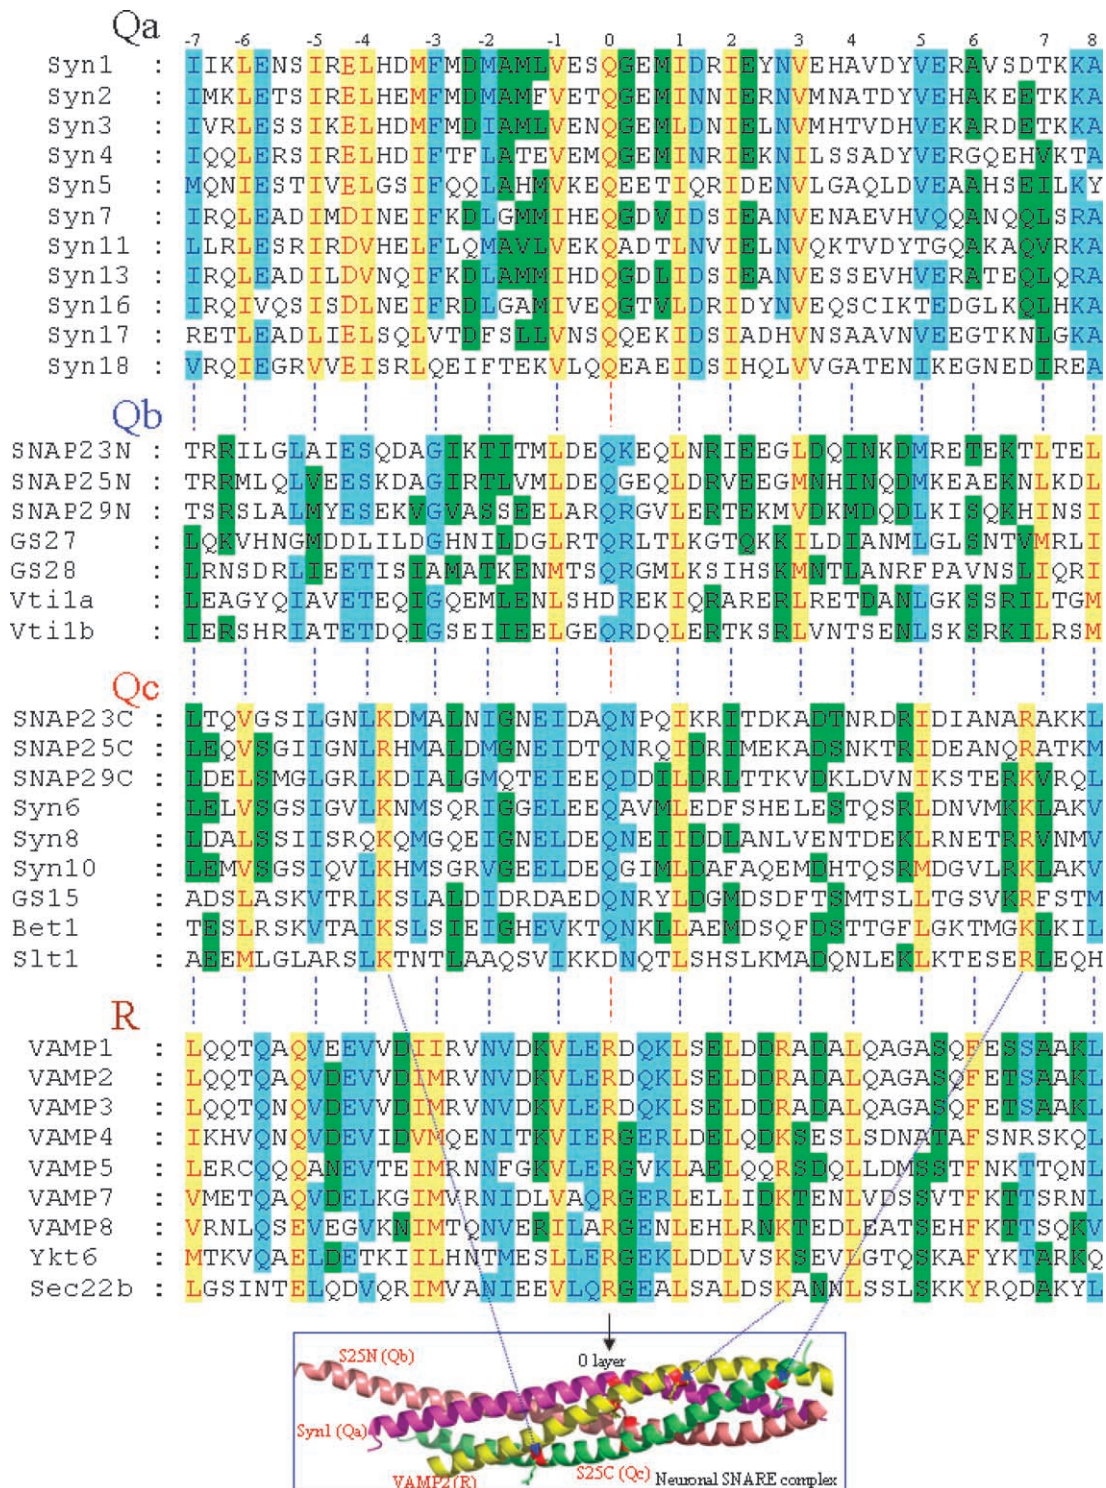 Qa
-7 -6 -5 -4 -3 -2 -1 0 1 2 3 4 5 6 7 8
Syn1 : IIKLENSIRELHDMFMDMAMLVESQGEMIDRIEYNVEHAVDYVERAVSDTKKA
Syn2 : IMKLETSIRELHEMFMDMAMFVETQGEMINNIERNVMNATDYVEHAKEETKKA
Syn3 : IVRLESSIKELHDMFMDIAMLVENQGEMLDNIELNVMHTVDHVEKARDETKKA
Syn4 : IQQLERSIRELHDIFTFLATEVEMQGEMINRIEKNILSSADYVERGQEHVKTA
Syn5 : MQNIESTIVELGSIFQQLAHMVKEQEETIQRIDENVLGAQLDVEAAHSEILKY
Syn7 : IRQLEADIMDINEIFKDLGMMIHEQGDVIDSIEANVENAEVHVQQANQQLSRA
Syn11 : LLRLESRIRDVHELFLQMAVLVEKQADTLNVIELNVQKTVDYTGQAKAQVRKA
Syn13 : IRQLEADILDVNQIFKDLAMMIHDQGDLIDSIEANVESSEVHVERATEQLQRA
Syn16 : IRQIVQSISDLNEIFRDLGAMIVEQGTVLDRIDYNVEQSCIKTEDGLKQLHKA
Syn17 : RETLEADLIELSQLVTDFSLLVNSQQEKIDSIADHVNSAAVNVEEGTKNLGKA
Syn18 : VRQIEGRVVEISRLQEIFTEKVLQQEAEIDSIHQLVVGATENIKEGNEDIREA
Qb
SNAP23N : TRRILGLAIESQDAGIKTITMLDEQKEQLNRIEEGLDQINKDMRETEKTLTEL
SNAP25N : TRRMLQLVEESKDAGIRTLVMLDEQGEQLDRVEEGMNHINQDMKEAEKNLKDL
SNAP29N : TSRSLALMYESEKVGVASSEELARQRGVLERTEKMVDKMDQDLKISQKHINSI
GS27 : LQKVHNGMDDLILDGHNILDGLRTQRLTLKGTQKKILDIANMLGLSNTVMRLI
GS28 : LRNSDRLIEETISIAMATKENMTSQRGMLKSIHSKMNTLANRFPAVNSLIQRI
Vti1a : LEAGYQIAVETEQIGQEMLENLSHDREKIQRARERLRETDANLGKSSRILTGM
Vti1b : IERSHRIATETDQIGSEIIEELGEQRDQLERTKSRLVNTSENLSKSRKILRSM
Qc
SNAP23C : LTQVGSILGNLKDMALNIGNEIDAQNPQIKRITDKADTNRDRIDIANARAKKL
SNAP25C : LEQVSGIIGNLRHMALDMGNEIDTQNRQIDRIMEKADSNKTRIDEANQRATKM
SNAP29C : LDELSMGLGRLKDIALGMQTEIEEQDDILDRLTTKVDKLDVNIKSTERKVRQL
Syn6 : LELVSGSIGVLKNMSQRIGGELEEQAVMLEDFSHELESTQSRLDNVMKKLAKV
Syn8 : LDALSSIISRQKQMGQEIGNELDEQNEIIDDLANLVENTDEKLRNETRRVNMV
Syn10 : LEMVSGSIQVLKHMSGRVGEELDEQGIMLDAFAQEMDHTQSRMDGVLRKLAKV
GS15 : ADSLASKVTRLKSLALDIDRDAEDQNRYLDGMDSDFTSMTSLLTGSVKRFSTM
Bet1 : TESLRSKVTAIKSLSIEIGHEVKTQNKLLAEMDSQFDSTTGFLGKTMGKLKIL
Slt1 : AEEMLGLARSLKTNTLAAQSVIKKDNQTLSHSLKMADQNLEKLKTESERLEQH
R
VAMP1 : LQQTQAQVEEVVDIIRVNVDKVLERDQKLSELDDRADALQAGASQFESSAAKL
VAMP2 : LQQTQAQVDEVVDIMRVNVDKVLERDQKLSELDDRADALQAGASQFETSAAKL
VAMP3 : LQQTQNQVDEVVDIMRVNVDKVLERDQKLSELDDRADALQAGASQFETSAAKL
VAMP4 : IKHVQNQVDEVIDVMQENITKVIERGERLDELQDKSESLSDNATAFSNRSKQL
VAMP5 : LERCQQQANEVTEIMRNNFGKVLERGVKLAELQQRSDQLLDMSSTFNKTTQNL
VAMP7 : VMETQAQVDELKGIMVRNIDLVAQRGERLELLIDKTENLVDSSVTFKTTSRNL
VAMP8 : VRNLQSEVEGVKNIMTQNVERILARGENLEHLRNKTEDLEATSEHFKTTSQKV
Ykt6 : MTKVQAELDETKIILHNTMESLLERGEKLDDLVSKSEVLGTQSKAFYKTARKQ
Sec22b : LGSINTELQDVQRIMVANIEEVLQRGEALSALDSKANNLSSLSKKYRQDAKYL
S25N (Qb)
0 layer
Syn1 (Qa)
VAMP2(R)
S25C (Qc)
Neuronal SNARE complex